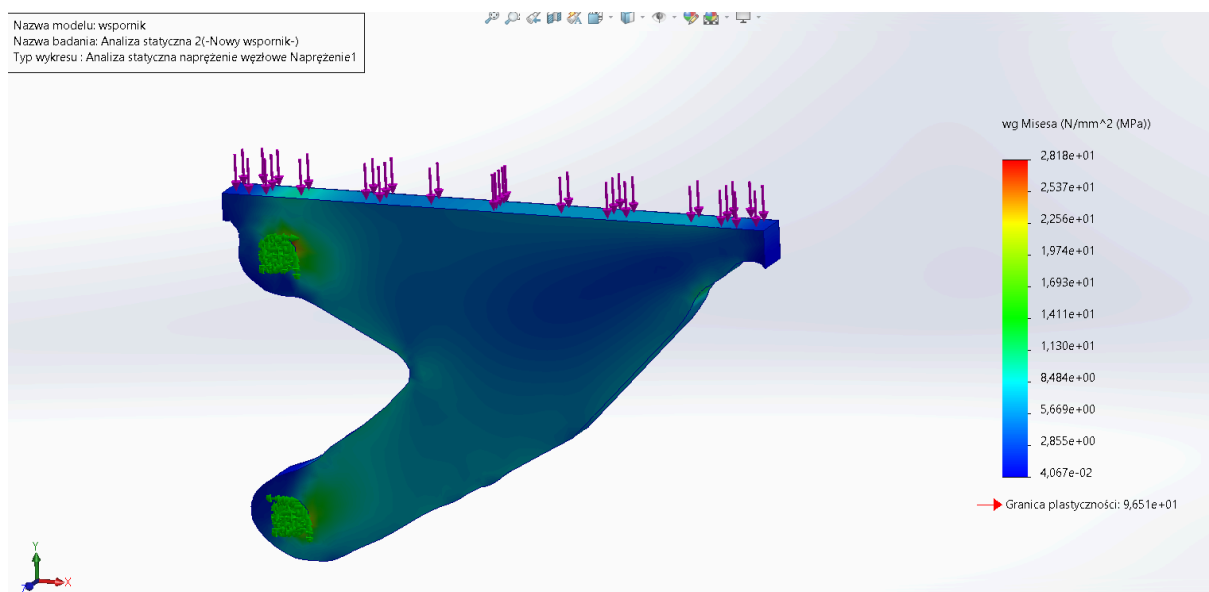 Nazwa modelu: wspornik
Nazwa badania: Analiza statyczna 2(-Nowy wspornik-)
Typ wykresu : Analiza statyczna naprężenie węzłowe Naprężenie1
wg Misesa (N/mm^2 (MPa))
2,818e+01
2,537e+01
2,256e+01
1,974e+01
1,693e+01
1,411e+01
1,130e+01
8,484e+00
5,669e+00
2,855e+00
4,067e-02
Granica plastyczności: 9,651e+01
Y
X